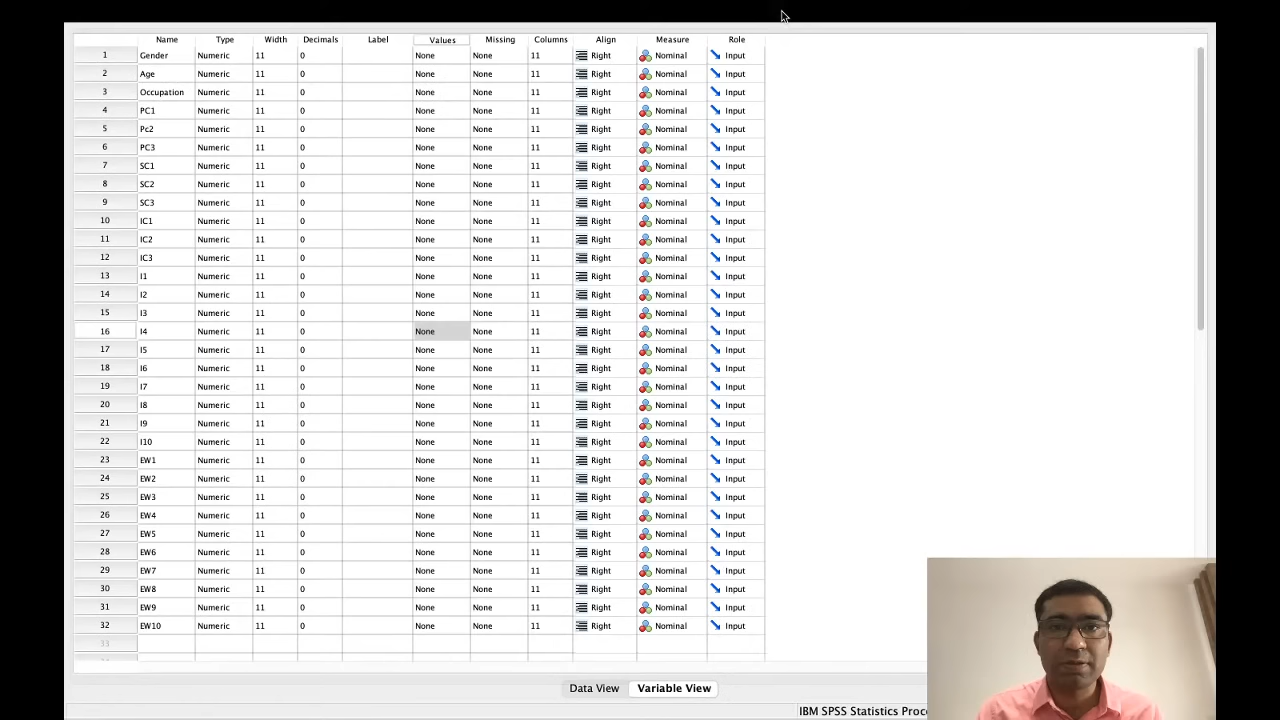 Name Type Width Decimals Label Values Missing Columns Align Measure Role
1 Gender Numeric 11 0 None None 11 Right Nominal Input
2 Age Numeric 11 0 None None 11 Right Nominal Input
3 Occupation Numeric 11 0 None None 11 Right Nominal Input
4 PC1 Numeric 11 0 None None 11 Right Nominal Input
5 Pc2 Numeric 11 0 None None 11 Right Nominal Input
6 PC3 Numeric 11 0 None None 11 Right Nominal Input
7 SC1 Numeric 11 0 None None 11 Right Nominal Input
8 SC2 Numeric 11 0 None None 11 Right Nominal Input
9 SC3 Numeric 11 0 None None 11 Right Nominal Input
10 IC1 Numeric 11 0 None None 11 Right Nominal Input
11 IC2 Numeric 11 0 None None 11 Right Nominal Input
12 IC3 Numeric 11 0 None None 11 Right Nominal Input
13 I1 Numeric 11 0 None None 11 Right Nominal Input
14 I2 Numeric 11 0 None None 11 Right Nominal Input
15 I3 Numeric 11 0 None None 11 Right Nominal Input
16 I4 Numeric 11 0 None None 11 Right Nominal Input
17 I5 Numeric 11 0 None None 11 Right Nominal Input
18 I6 Numeric 11 0 None None 11 Right Nominal Input
19 I7 Numeric 11 0 None None 11 Right Nominal Input
20 I8 Numeric 11 0 None None 11 Right Nominal Input
21 I9 Numeric 11 0 None None 11 Right Nominal Input
22 I10 Numeric 11 0 None None 11 Right Nominal Input
23 EW1 Numeric 11 0 None None 11 Right Nominal Input
24 EW2 Numeric 11 0 None None 11 Right Nominal Input
25 EW3 Numeric 11 0 None None 11 Right Nominal Input
26 EW4 Numeric 11 0 None None 11 Right Nominal Input
27 EW5 Numeric 11 0 None None 11 Right Nominal Input
28 EW6 Numeric 11 0 None None 11 Right Nominal Input
29 EW7 Numeric 11 0 None None 11 Right Nominal Input
30 EW8 Numeric 11 0 None None 11 Right Nominal Input
31 EW9 Numeric 11 0 None None 11 Right Nominal Input
32 EW10 Numeric 11 0 None None 11 Right Nominal Input
33
Data View Variable View
IBM SPSS Statistics Proc